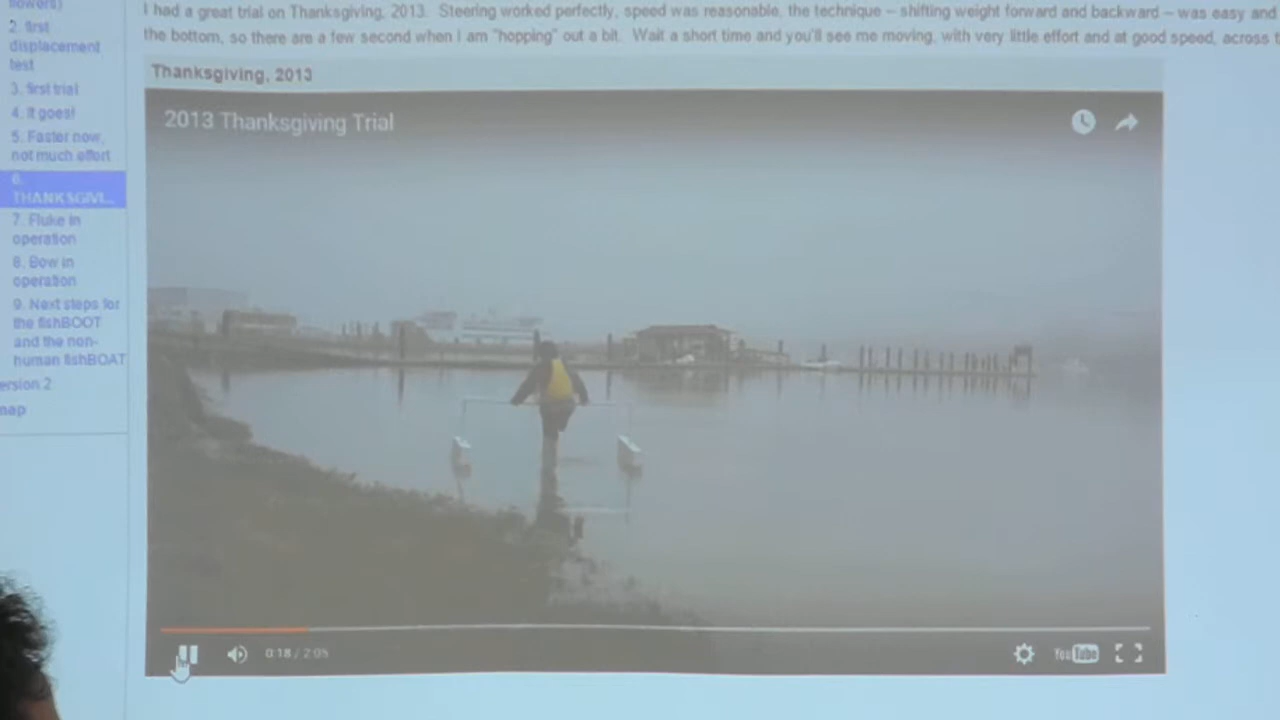 flowers)
2. first
displacement
test
3. first trial
4. It goes!
5. Faster now,
not much effort
6.
THANKSGIVI...
7. Fluke in
operation
8. Bow in
operation
9. Next steps for
the fishBOOT
and the non-
human fishBOAT
ersion 2
map
I had a great trial on Thanksgiving, 2013. Steering worked perfectly, speed was reasonable, the technique – shifting weight forward and backward – was easy and
the bottom, so there are a few second when I am "hopping" out a bit. Wait a short time and you'll see me moving, with very little effort and at good speed, across t
Thanksgiving, 2013
2013 Thanksgiving Trial
0:18 / 2:05
YouTube